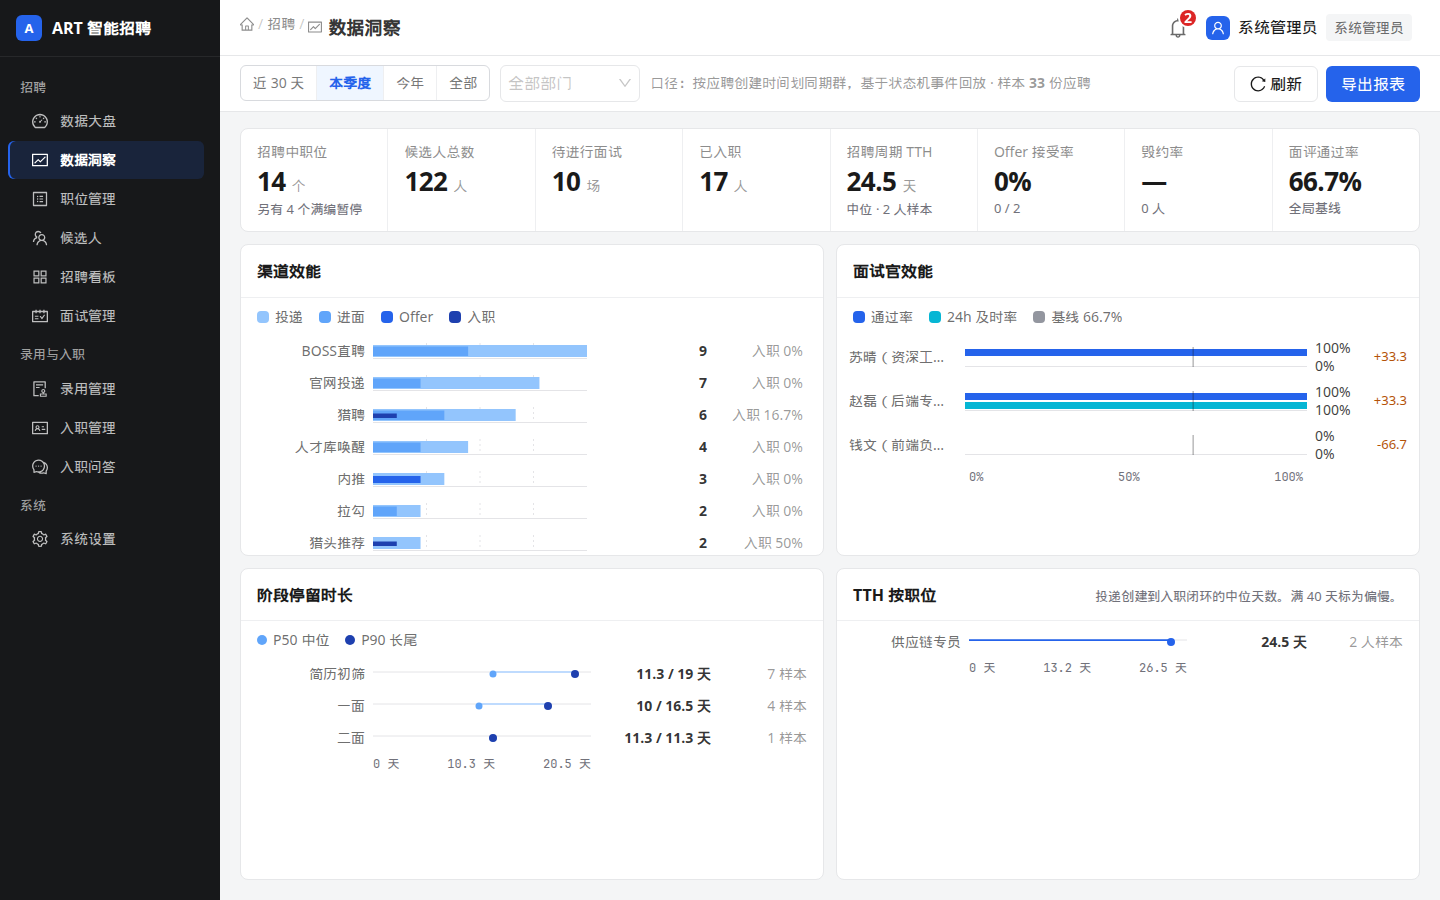 A ART 智能招聘
招聘
数据大盘
数据洞察
职位管理
候选人
招聘看板
面试管理
录用与入职
录用管理
入职管理
入职问答
系统
系统设置
/ 招聘 / 数据洞察
2
系统管理员 系统管理员
近 30 天 本季度 今年 全部
全部部门
口径：按应聘创建时间划同期群，基于状态机事件回放 · 样本 33 份应聘
刷新 导出报表
招聘中职位
14 个
另有 4 个满编暂停
候选人总数
122 人
待进行面试
10 场
已入职
17 人
招聘周期 TTH
24.5 天
中位 · 2 人样本
Offer 接受率
0%
0 / 2
毁约率
—
0 人
面评通过率
66.7%
全局基线
渠道效能
投递 进面 Offer 入职
BOSS直聘 9 入职 0%
官网投递 7 入职 0%
猎聘 6 入职 16.7%
人才库唤醒 4 入职 0%
内推 3 入职 0%
拉勾 2 入职 0%
猎头推荐 2 入职 50%
面试官效能
通过率 24h 及时率 基线 66.7%
苏晴（资深工... 100% 0% +33.3
赵磊（后端专... 100% 100% +33.3
钱文（前端负... 0% 0% -66.7
0% 50% 100%
阶段停留时长
P50 中位 P90 长尾
简历初筛 11.3 / 19 天 7 样本
一面 10 / 16.5 天 4 样本
二面 11.3 / 11.3 天 1 样本
0 天 10.3 天 20.5 天
TTH 按职位
投递创建到入职闭环的中位天数。满 40 天标为偏慢。
供应链专员 24.5 天 2 人样本
0 天 13.2 天 26.5 天